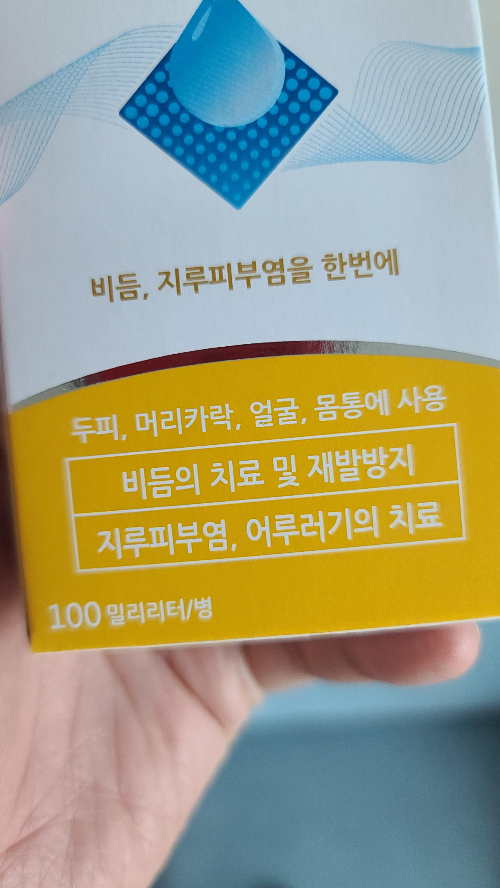 비듬, 지루피부염을 한번에
두피, 머리카락, 얼굴, 몸통에 사용
비듬의 치료 및 재발방지
지루피부염, 어루러기의 치료
100 밀리리터/병